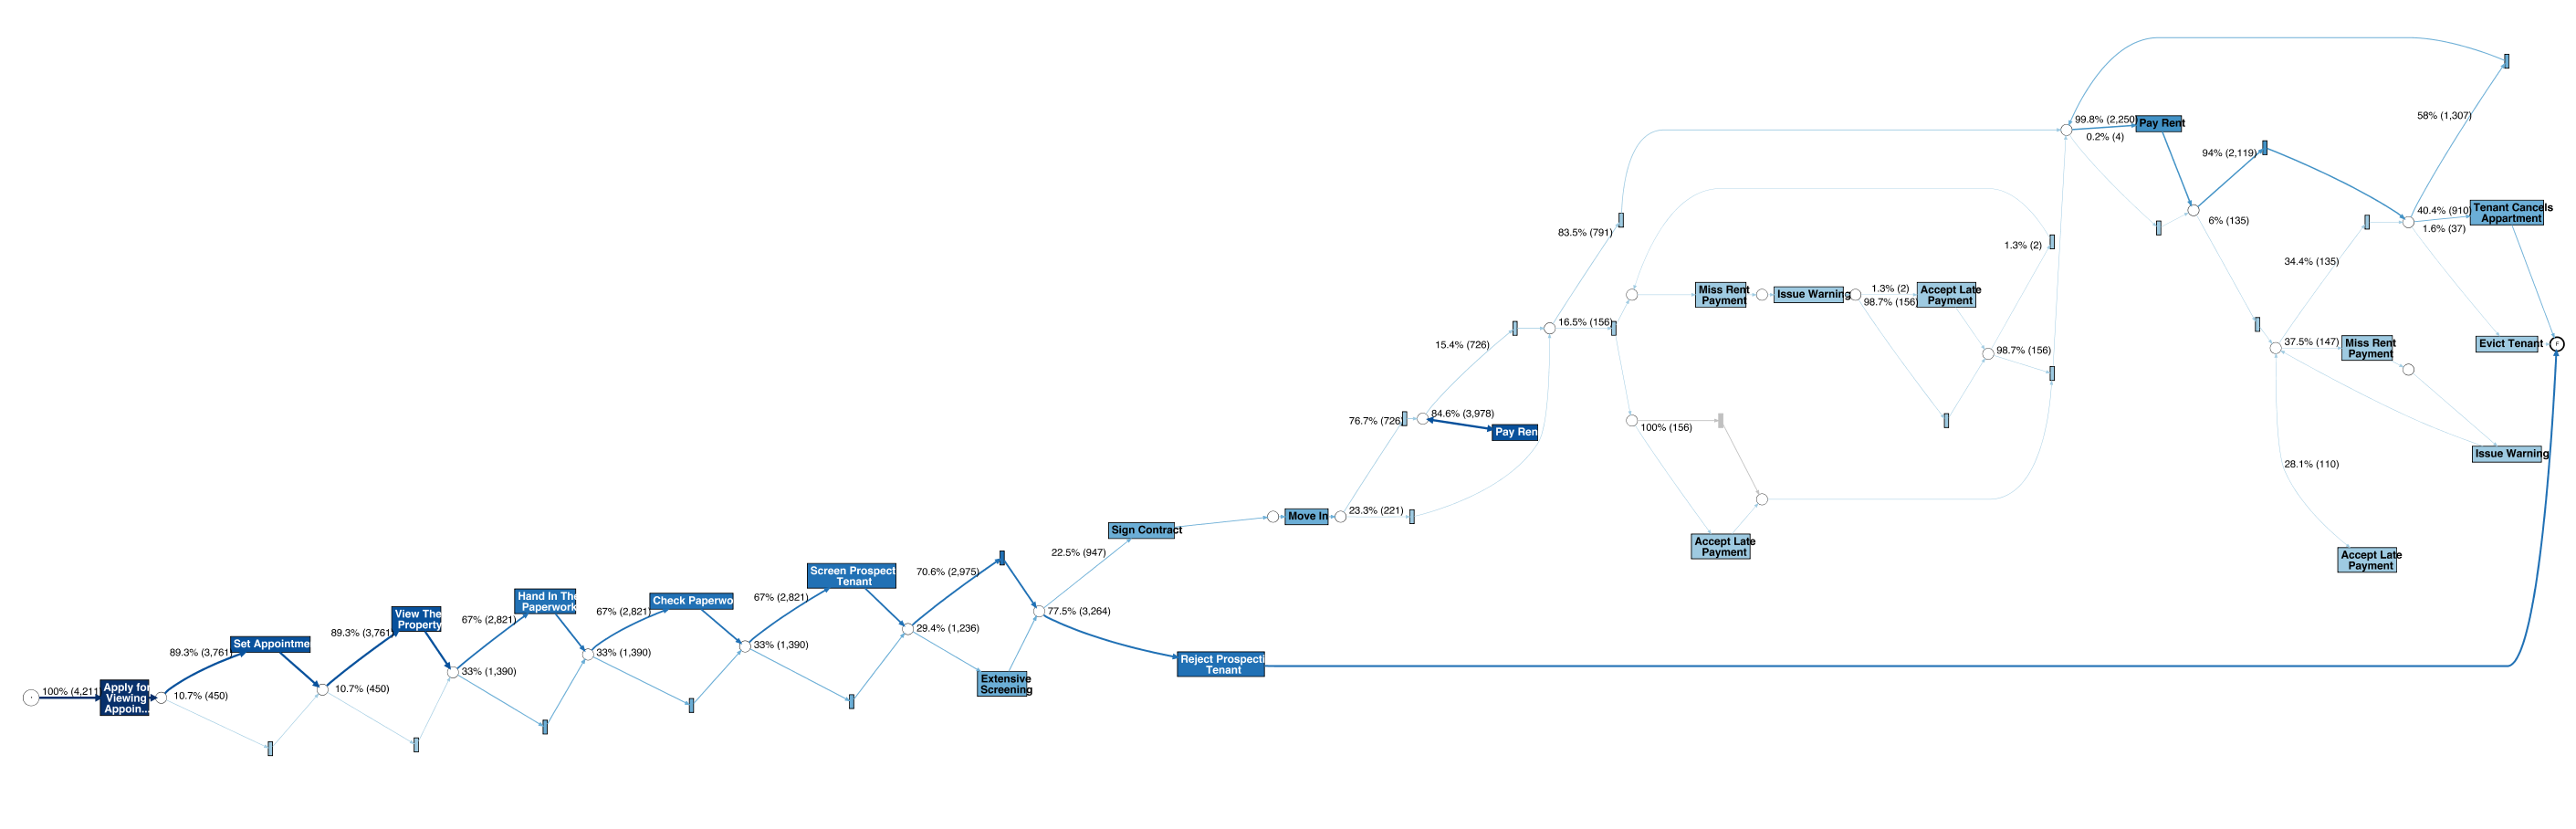 100% (4,211
Apply for
Viewing
Appoin...
89.3% (3,761)
10.7% (450)
Set Appointme
89.3% (3,761)
10.7% (450)
View The
Property
67% (2,821)
33% (1,390)
Hand In The
Paperwork
67% (2,821)
33% (1,390)
Check Paperwo
67% (2,821)
33% (1,390)
Screen Prospect
Tenant
70.6% (2,975)
29.4% (1,236)
Extensive
Screening
22.5% (947)
77.5% (3,264)
Sign Contract
Reject Prospecti
Tenant
Move In
76.7% (726)
23.3% (221)
15.4% (726)
84.6% (3,978)
Pay Ren
83.5% (791)
16.5% (156)
Miss Rent
Payment
Issue Warning
1.3% (2)
98.7% (156)
Accept Late
Payment
1.3% (2)
98.7% (156)
100% (156)
Accept Late
Payment
99.8% (2,250)
0.2% (4)
Pay Rent
94% (2,119)
6% (135)
58% (1,307)
40.4% (910)
1.6% (37)
Tenant Cancels
Appartment
34.4% (135)
37.5% (147)
Miss Rent
Payment
Evict Tenant
F
Issue Warning
28.1% (110)
Accept Late
Payment